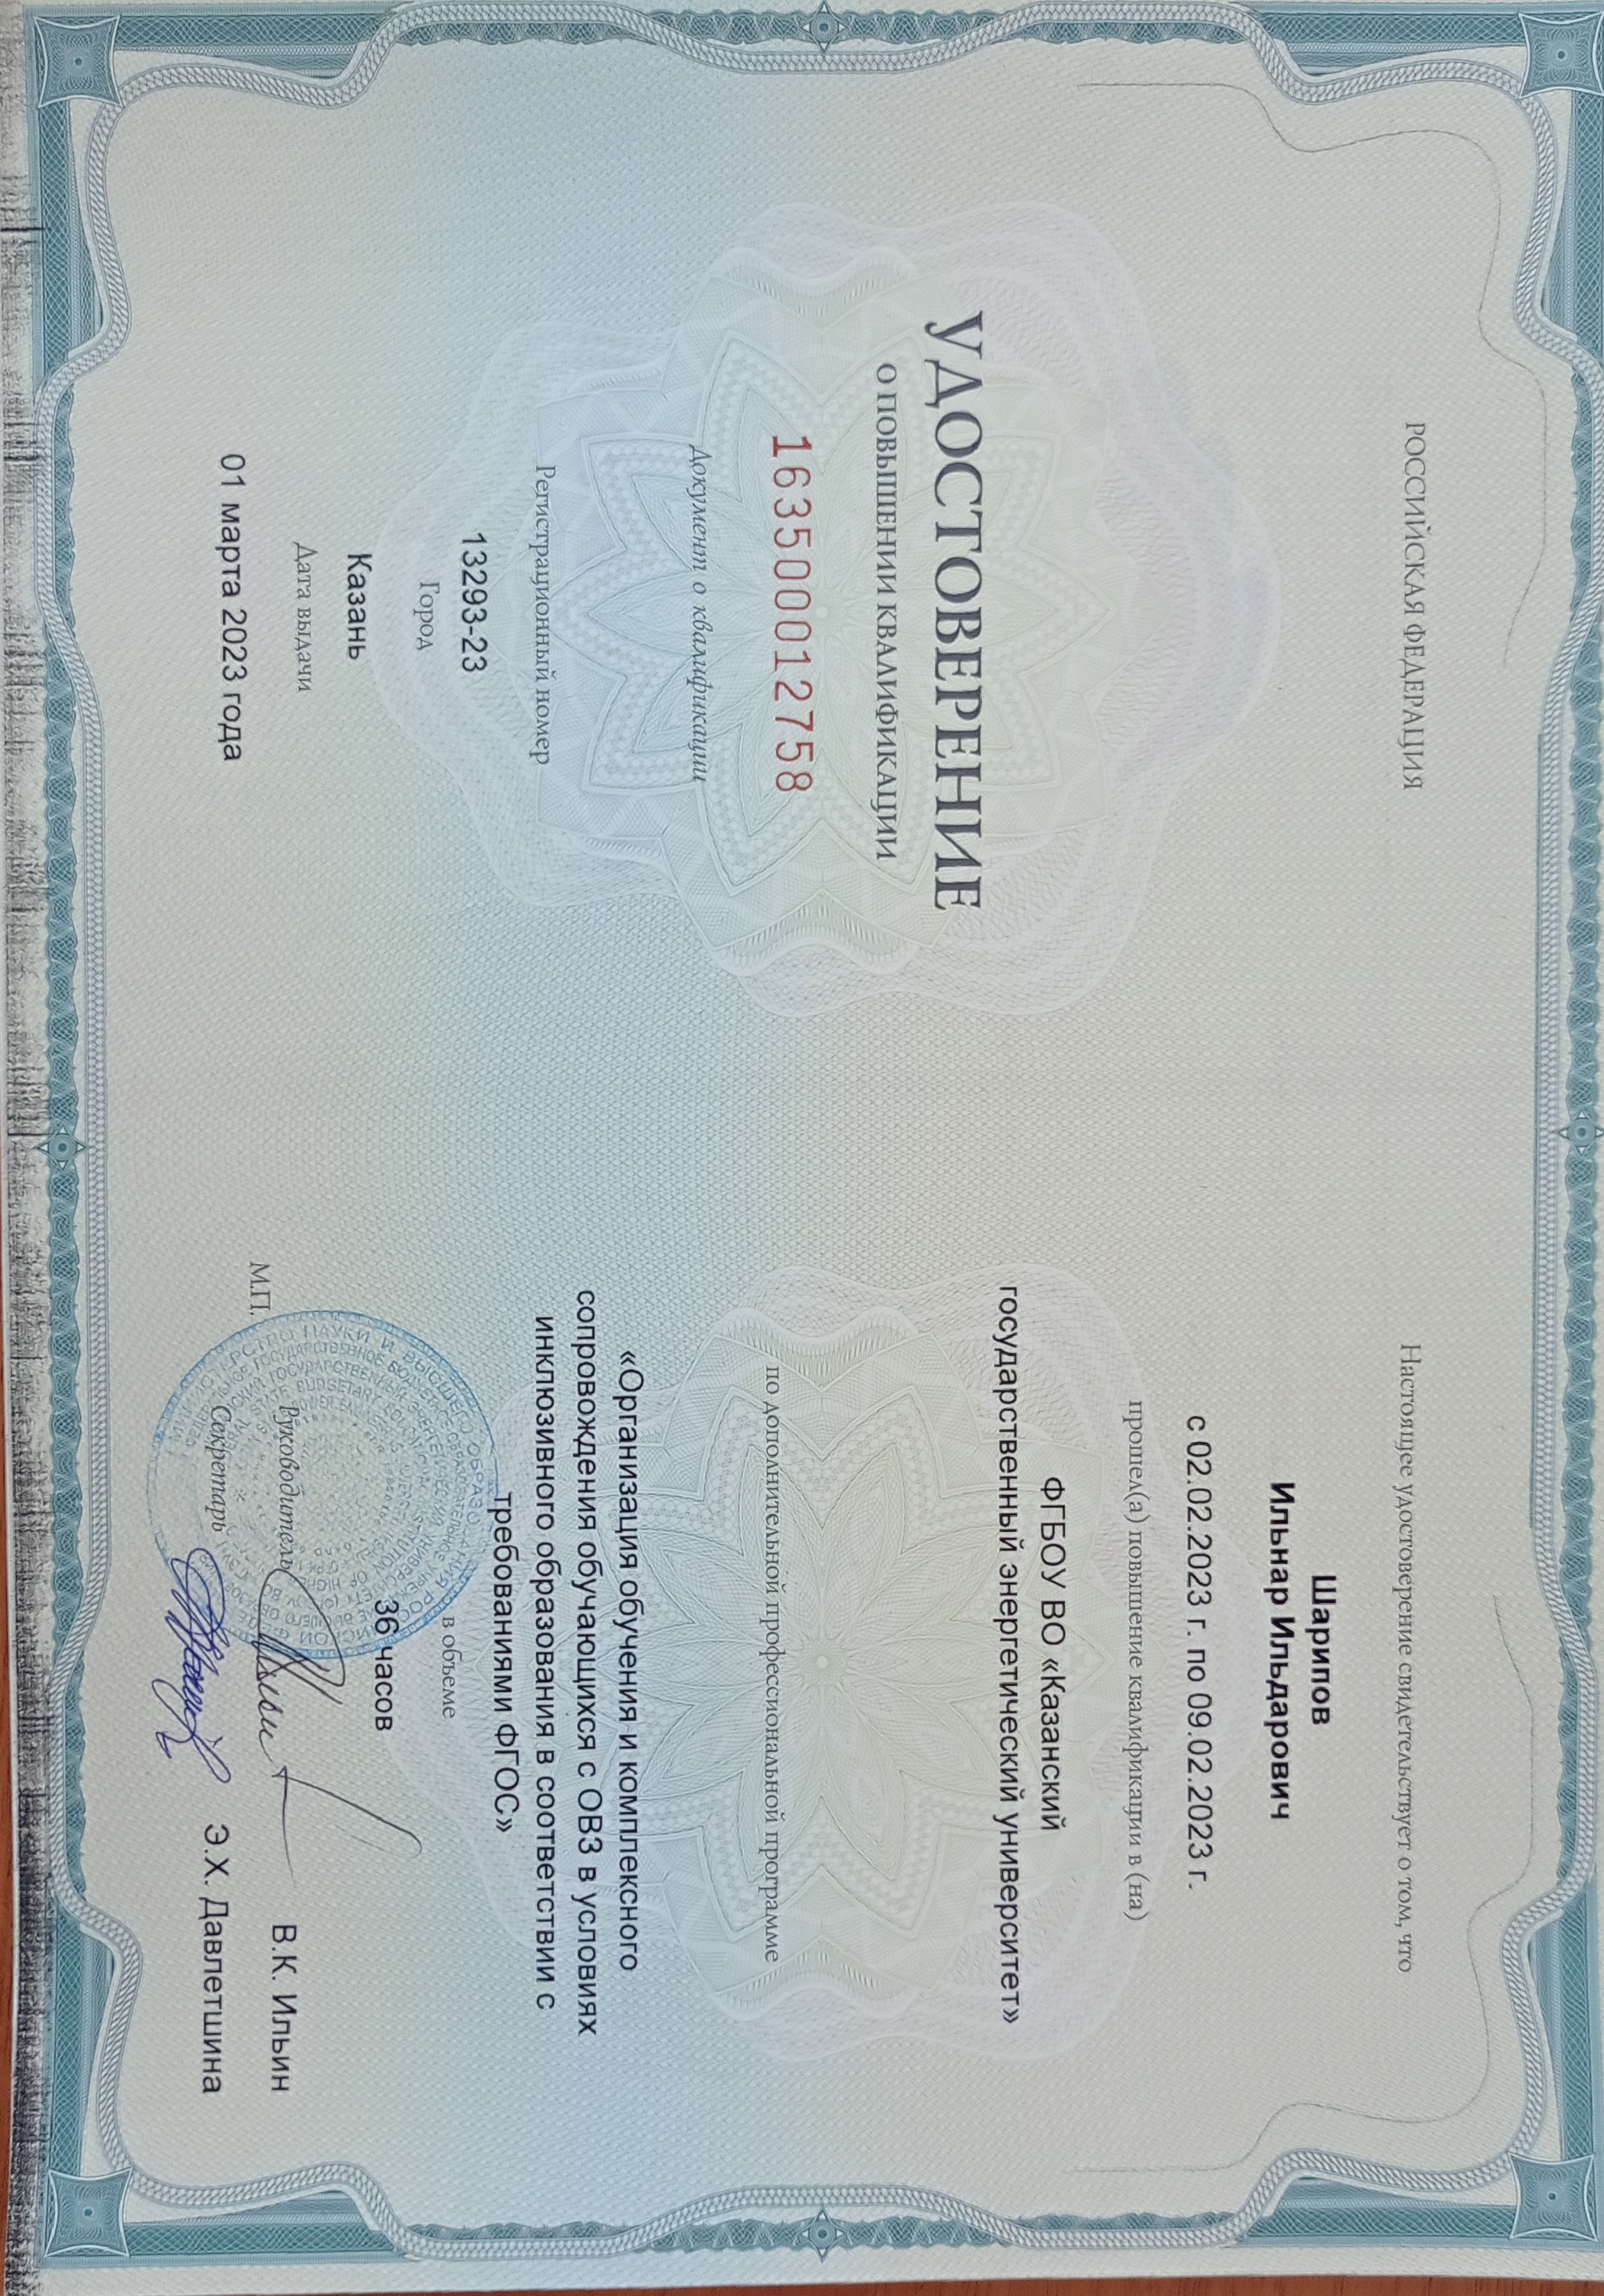 РОССИЙСКАЯ ФЕДЕРАЦИЯ
УДОСТОВЕРЕНИЕ
О ПОВЫШЕНИИ КВАЛИФИКАЦИИ
163500012758
Документ о квалификации
Регистрационный номер
13293-23
Город
Казань
Дата выдачи
01 марта 2023 года
Настоящее удостоверение свидетельствует о том, что
Шарипов
Ильнар Ильдарович
с 02.02.2023 г. по 09.02.2023 г.
прошел(а) повышение квалификации в (на)
ФГБОУ ВО «Казанский
государственный энергетический университет»
по дополнительной профессиональной программе
«Организация обучения и комплексного
сопровождения обучающихся с ОВЗ в условиях
инклюзивного образования в соответствии с
требованиями ФГОС»
в объеме
36 часов
М.П.
Руководитель В.К. Ильин
Секретарь Э.Х. Давлетшина